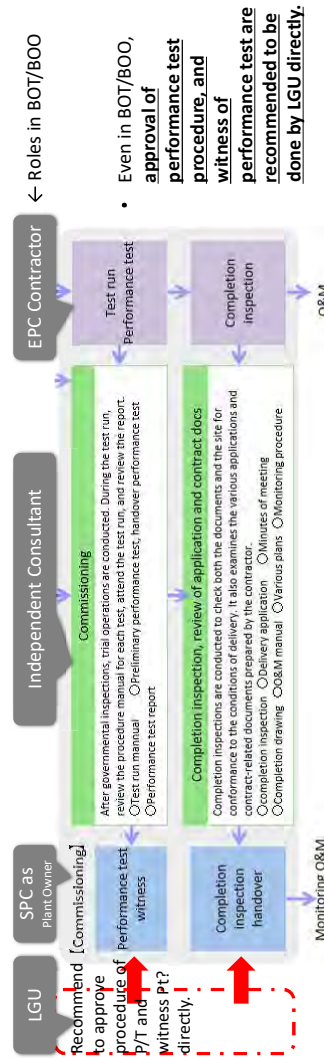 ← Roles in BOT/BOO
LGU
SPC as
Plant Owner
Independent Consultant
EPC Contractor
Recommend
to approve
procedure of
P/T and
witness Pt?
directly.
[Commissioning]
Performance test
witness
Commissioning
After governmental inspections, trial operations are conducted. During the test run,
review the procedure manual for each test, attend the test run, and review the report.
○Test run mannual ○Preliminary performance test, handover performance test
○Performance test report
Test run
Performance test
Completion
inspection
handover
Completion inspection, review of application and contract docs
Completion inspections are conducted to check both the documents and the site for
conformance to the conditions of delivery. It also examines the various applications and
contract-related documents prepared by the contractor.
○completion inspection ○Delivery application ○Minutes of meeting
○Completion drawing ○O&M manual ○Various plans ○Monitoring procedure
Completion
inspection
Monitoring O&M
O&M
• Even in BOT/BOO,
approval of
performance test
procedure, and
witness of
performance test are
recommended to be
done by LGU directly.